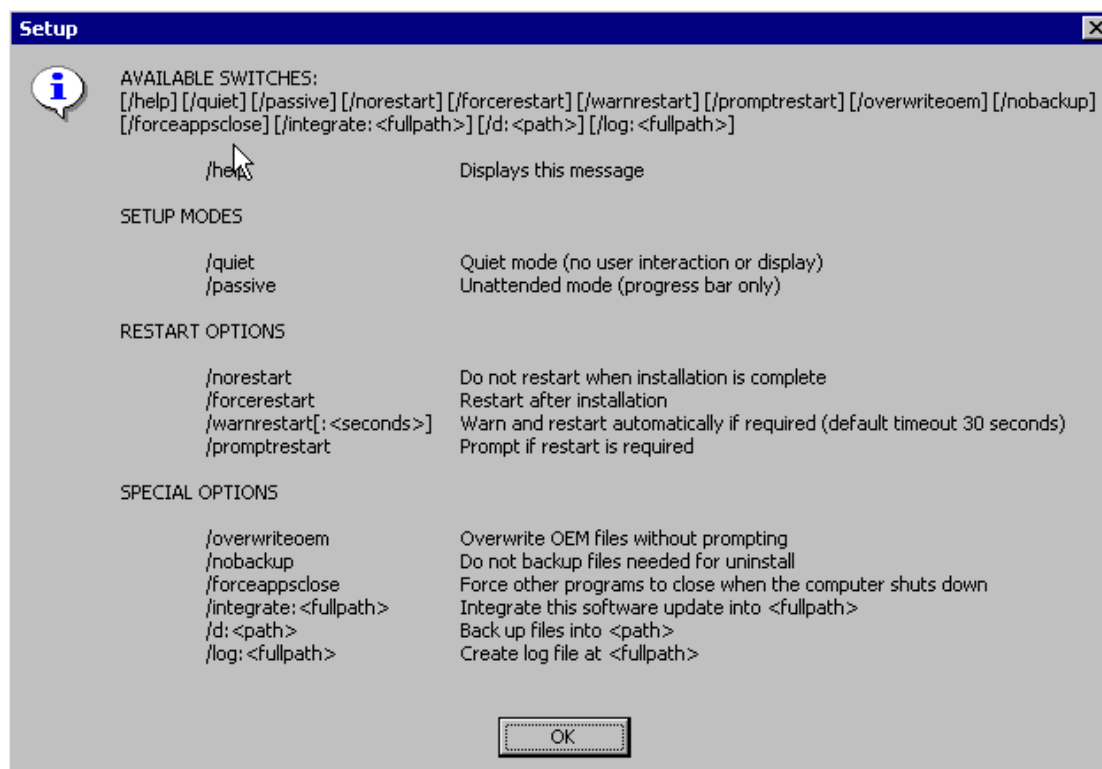 Setup
AVAILABLE SWITCHES:
[/help] [/quiet] [/passive] [/norestart] [/forcerestart] [/warnrestart] [/promptrestart] [/overwriteoem] [/nobackup]
[/forceappsclose] [/integrate:<fullpath>] [/d:<path>] [/log:<fullpath>]
/help Displays this message
SETUP MODES
/quiet Quiet mode (no user interaction or display)
/passive Unattended mode (progress bar only)
RESTART OPTIONS
/norestart Do not restart when installation is complete
/forcerestart Restart after installation
/warnrestart[:<seconds>] Warn and restart automatically if required (default timeout 30 seconds)
/promptrestart Prompt if restart is required
SPECIAL OPTIONS
/overwriteoem Overwrite OEM files without prompting
/nobackup Do not backup files needed for uninstall
/forceappsclose Force other programs to close when the computer shuts down
/integrate:<fullpath> Integrate this software update into <fullpath>
/d:<path> Back up files into <path>
/log:<fullpath> Create log file at <fullpath>
OK